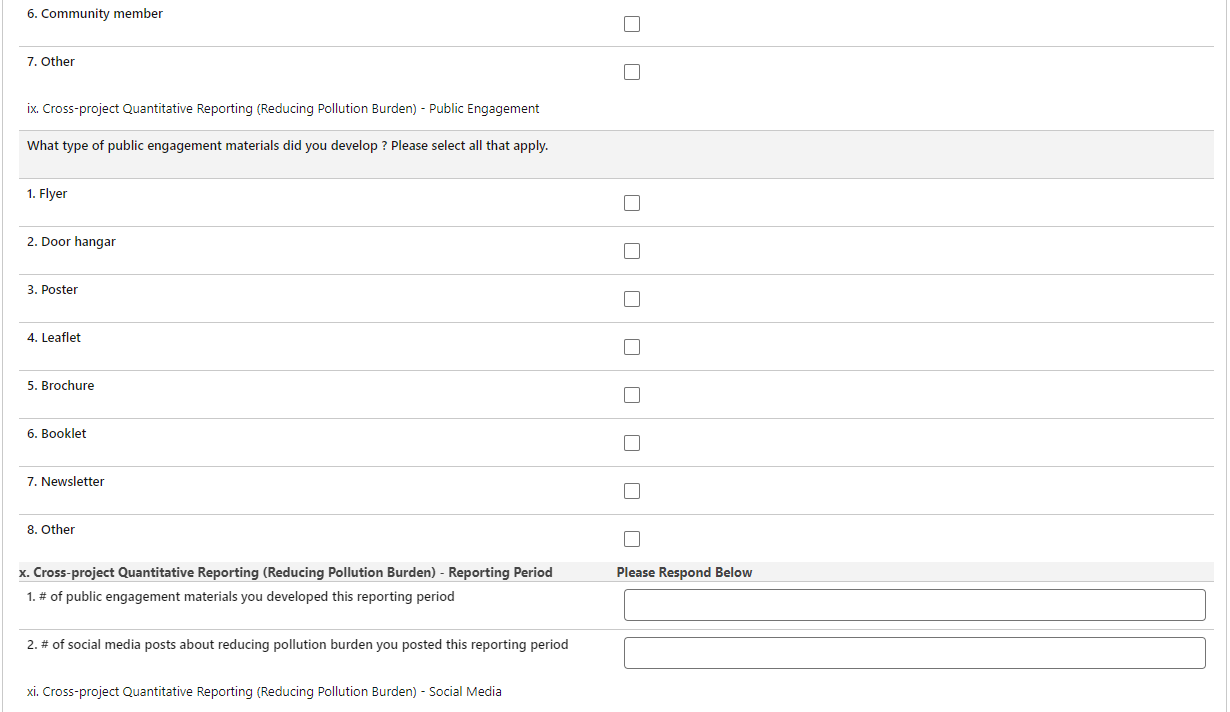 6. Community member
7. Other
ix. Cross-project Quantitative Reporting (Reducing Pollution Burden) - Public Engagement
What type of public engagement materials did you develop ? Please select all that apply.
1. Flyer
2. Door hangar
3. Poster
4. Leaflet
5. Brochure
6. Booklet
7. Newsletter
8. Other
x. Cross-project Quantitative Reporting (Reducing Pollution Burden) - Reporting Period Please Respond Below
1. # of public engagement materials you developed this reporting period
2. # of social media posts about reducing pollution burden you posted this reporting period
xi. Cross-project Quantitative Reporting (Reducing Pollution Burden) - Social Media